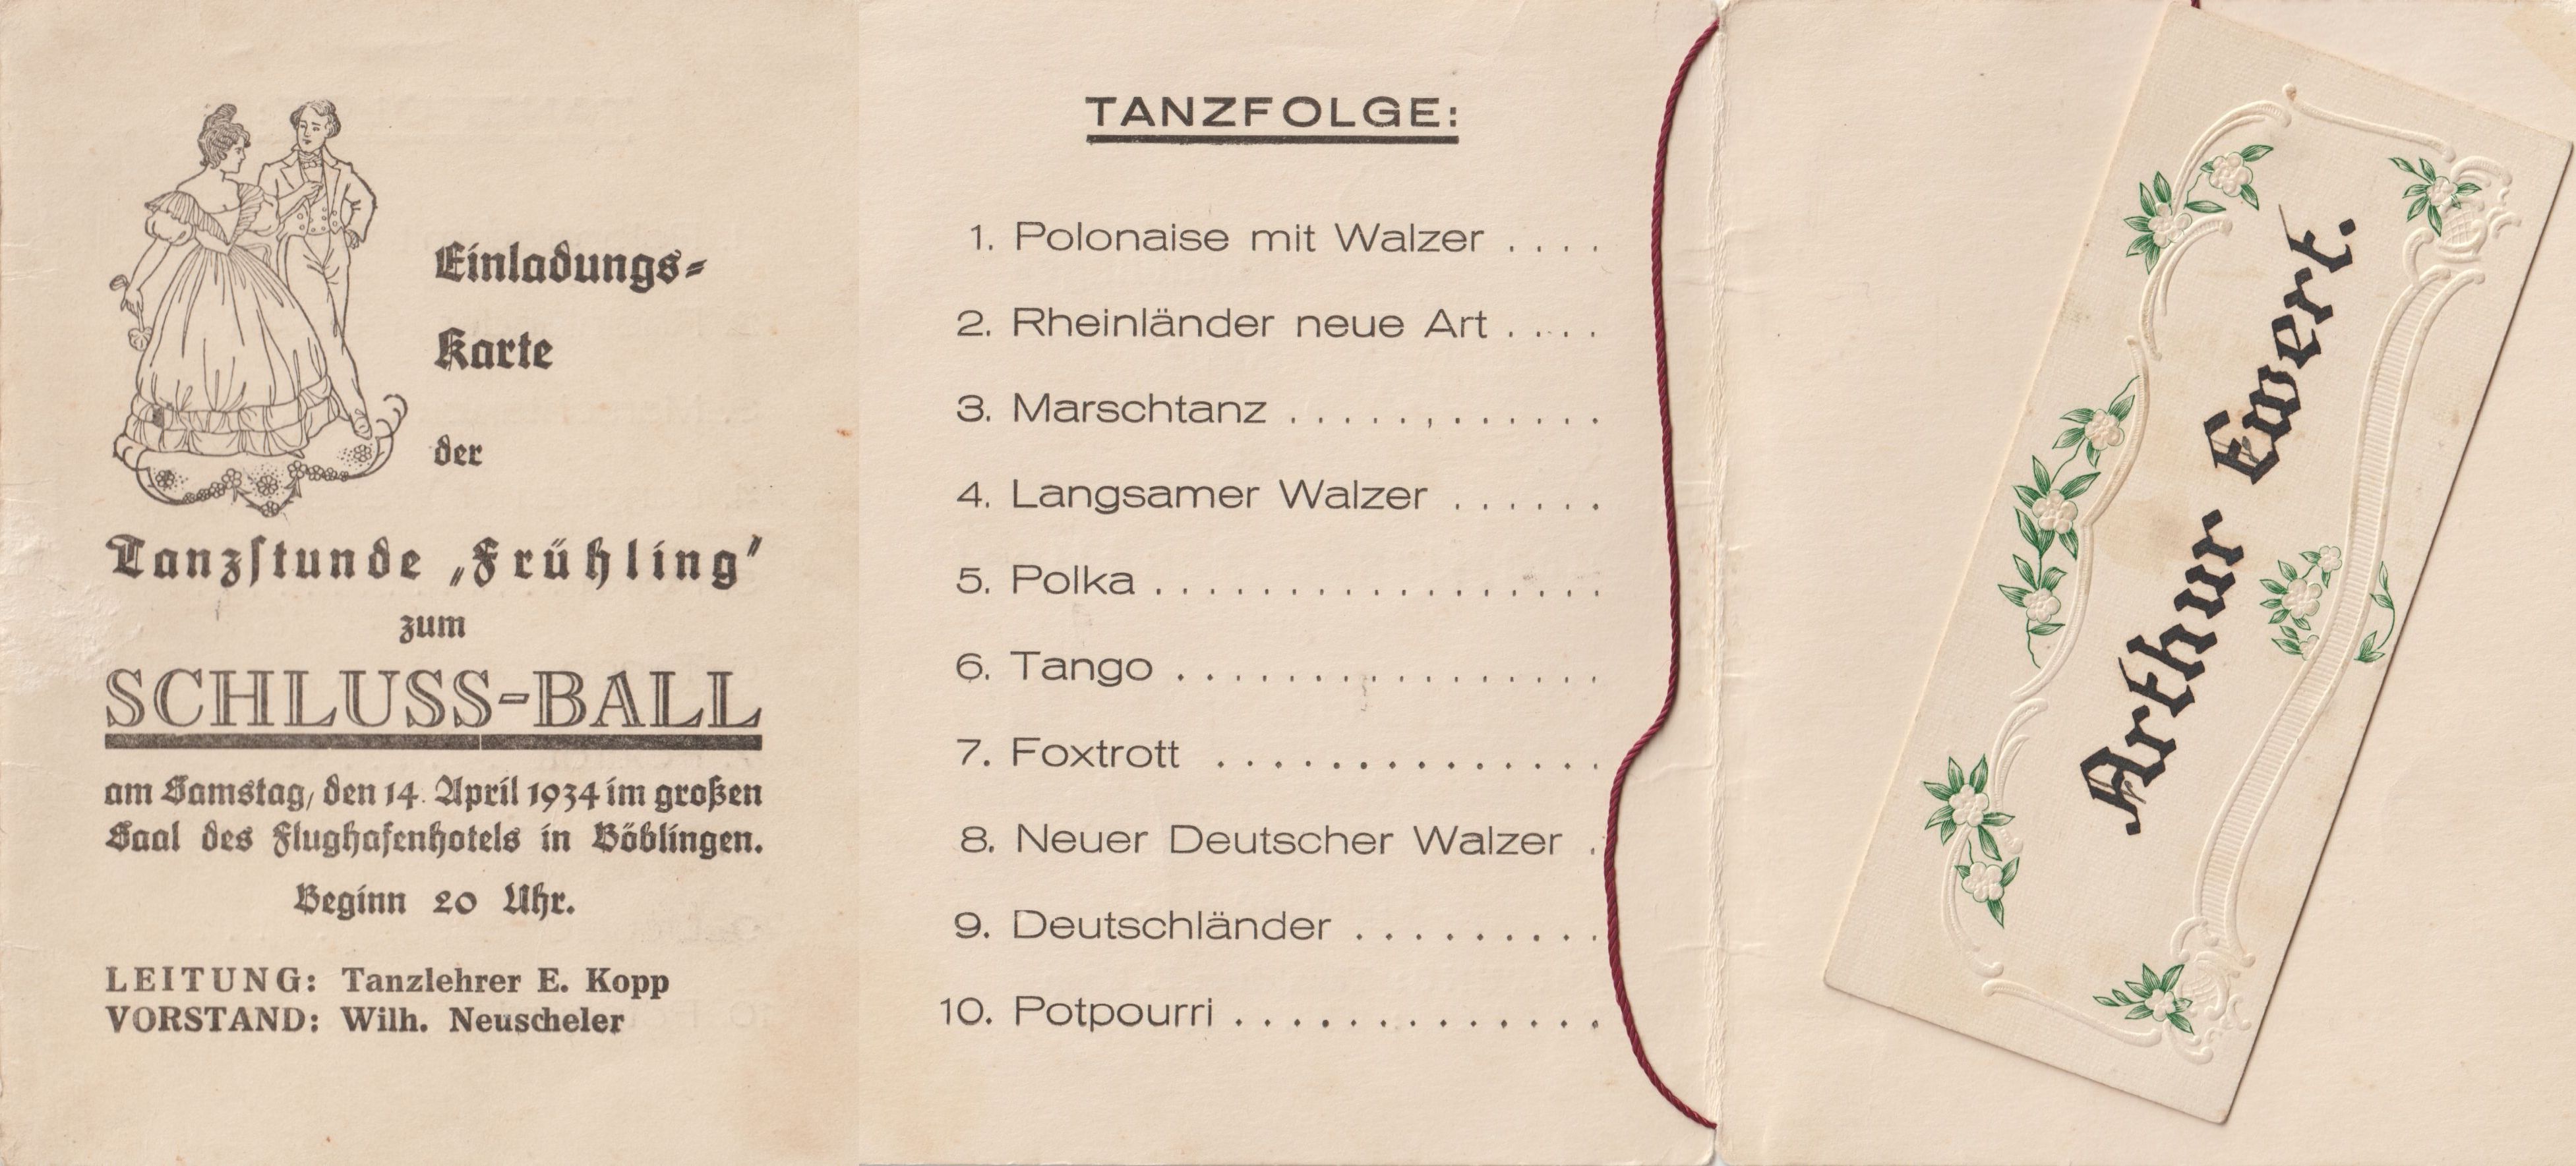 Einladungs-
Karte
der
Tanzstunde „Frühling"
zum
SCHLUSS-BALL
am Samstag, den 14. April 1934 im großen
Saal des Flughafenhotels in Böblingen.
Beginn 20 Uhr.
LEITUNG: Tanzlehrer E. Kopp
VORSTAND: Wilh. Neuscheler
TANZFOLGE:
1. Polonaise mit Walzer . . . .
2. Rheinländer neue Art . . . .
3. Marschtanz . . . . . , . . . . . .
4. Langsamer Walzer . . . . . .
5. Polka . . . . . . . . . . . . . . . . .
6. Tango . . . . . . . . . . . . . . . .
7. Foxtrott . . . . . . . . . . . . . .
8. Neuer Deutscher Walzer .
9. Deutschländer . . . . . . . . .
10. Potpourri . . . . . . . . . . . . .
Arthur Ewert.